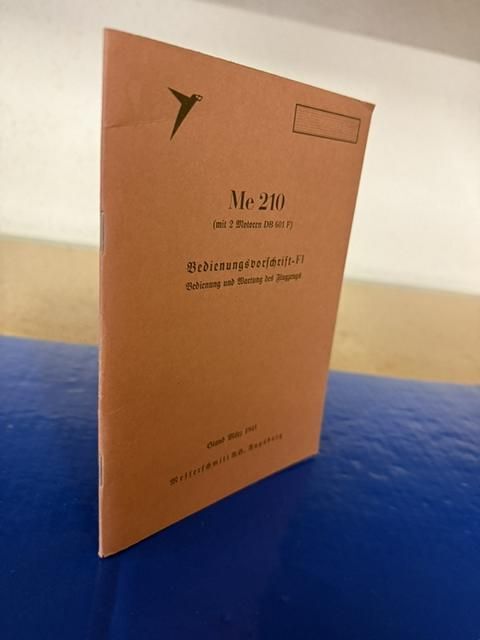 Me 210
(mit 2 Motoren DB 601 F)
Bedienungsvorschrift-Fl
Bedienung und Wartung des Flugzeugs
Stand März 1941
Messerschmitt A.G. Augsburg